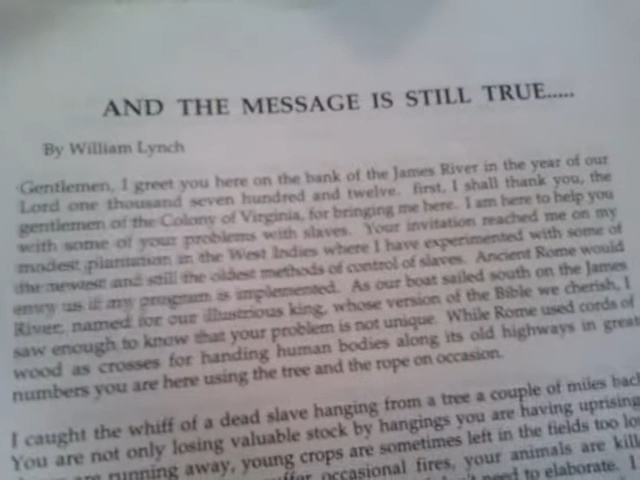 AND THE MESSAGE IS STILL TRUE.....
By William Lynch
Gentlemen, I greet you here on the bank of the James River in the year of our
Lord one thousand seven hundred and twelve. first, I shall thank you, the
gentlemen of the Colony of Virginia, for bringing me here. I am here to help you
with some of your problems with slaves. Your invitation reached me on my
modest plantation in the West Indies where I have experimented with some of
the newest and still the oldest methods of control of slaves. Ancient Rome would
envy us if my program is implemented. As our boat sailed south on the James
River, named for our illustrious king, whose version of the Bible we cherish, I
saw enough to know that your problem is not unique. While Rome used cords of
wood as crosses for handing human bodies along its old highways in great
numbers you are here using the tree and the rope on occasion.
I caught the whiff of a dead slave hanging from a tree a couple of miles back
You are not only losing valuable stock by hangings you are having uprising
are running away, young crops are sometimes left in the fields too lo
occasional fires, your animals are kill
need to elaborate. I